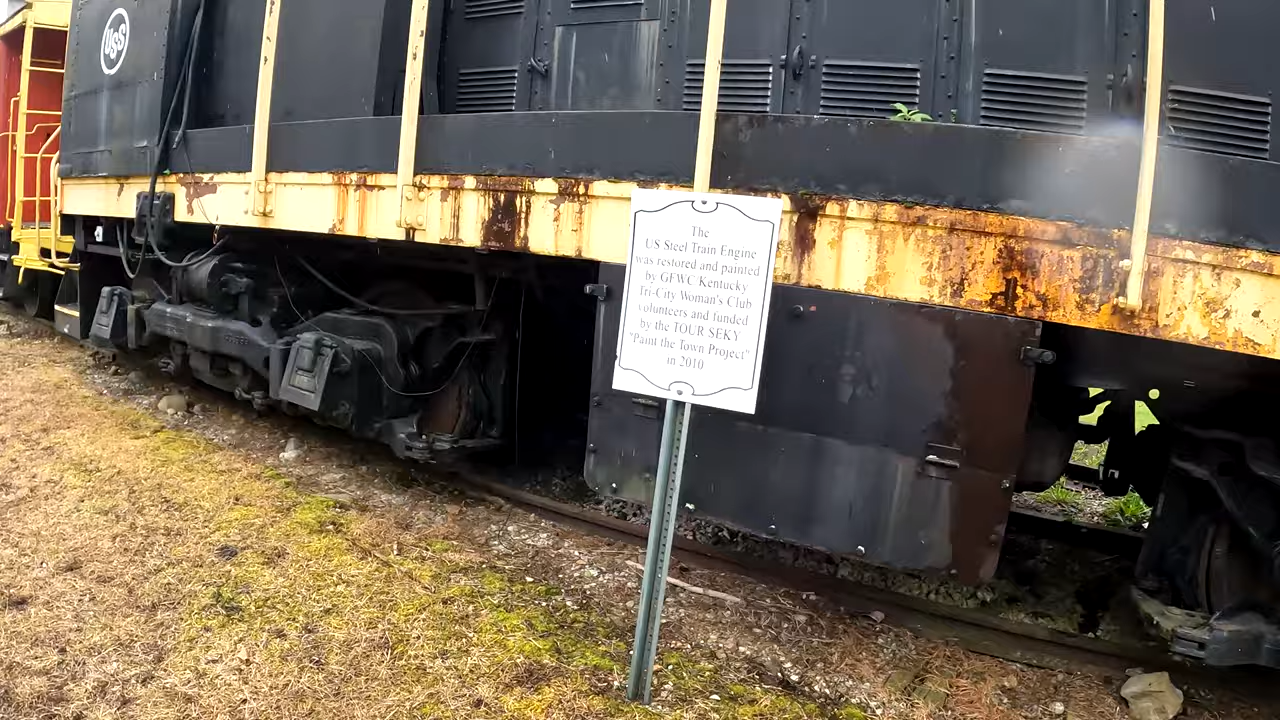 USS
The
US Steel Train Engine
was restored and painted
by GFWC Kentucky
Tri-City Woman's Club
volunteers and funded
by the TOUR SEKY
"Paint the Town Project"
in 2010